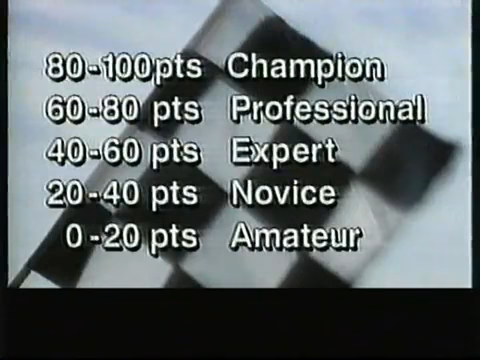 80-100pts Champion
60-80 pts Professional
40-60 pts Expert
20-40 pts Novice
0-20 pts Amateur